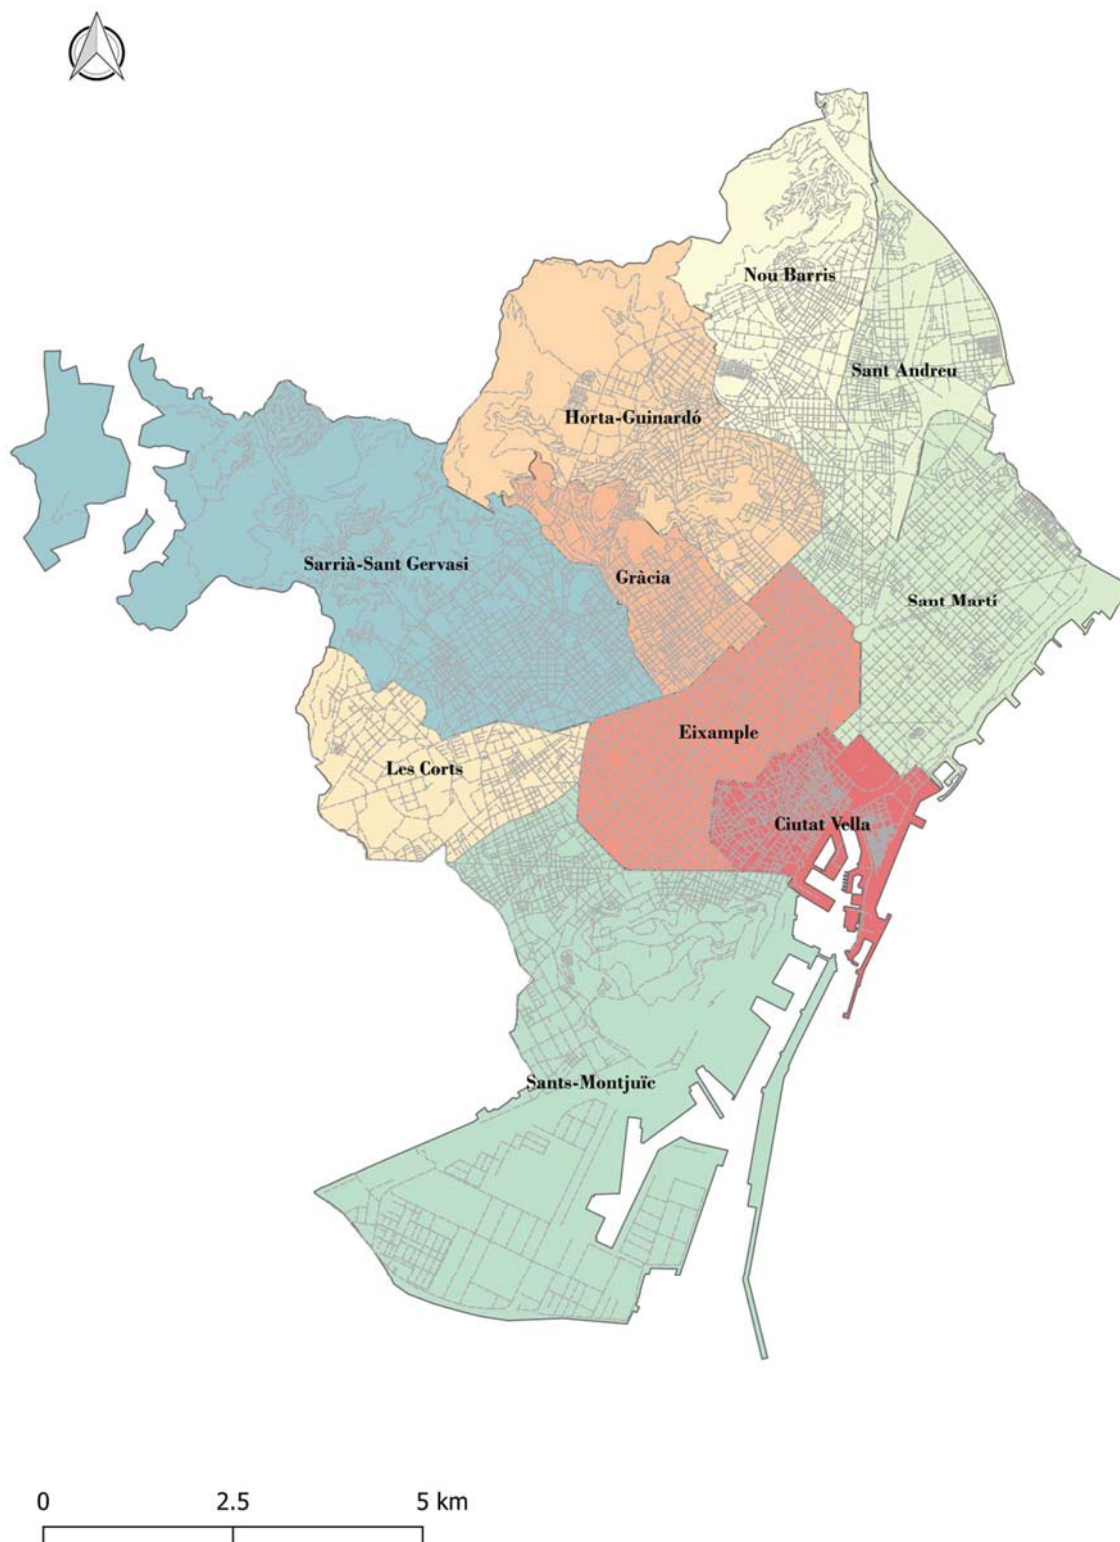 Nou Barris
Sant Andreu
Horta-Guinardó
Sarrià-Sant Gervasi
Gràcia
Sant Martí
Eixample
Les Corts
Ciutat Vella
Sants-Montjuïc
0 2.5 5 km